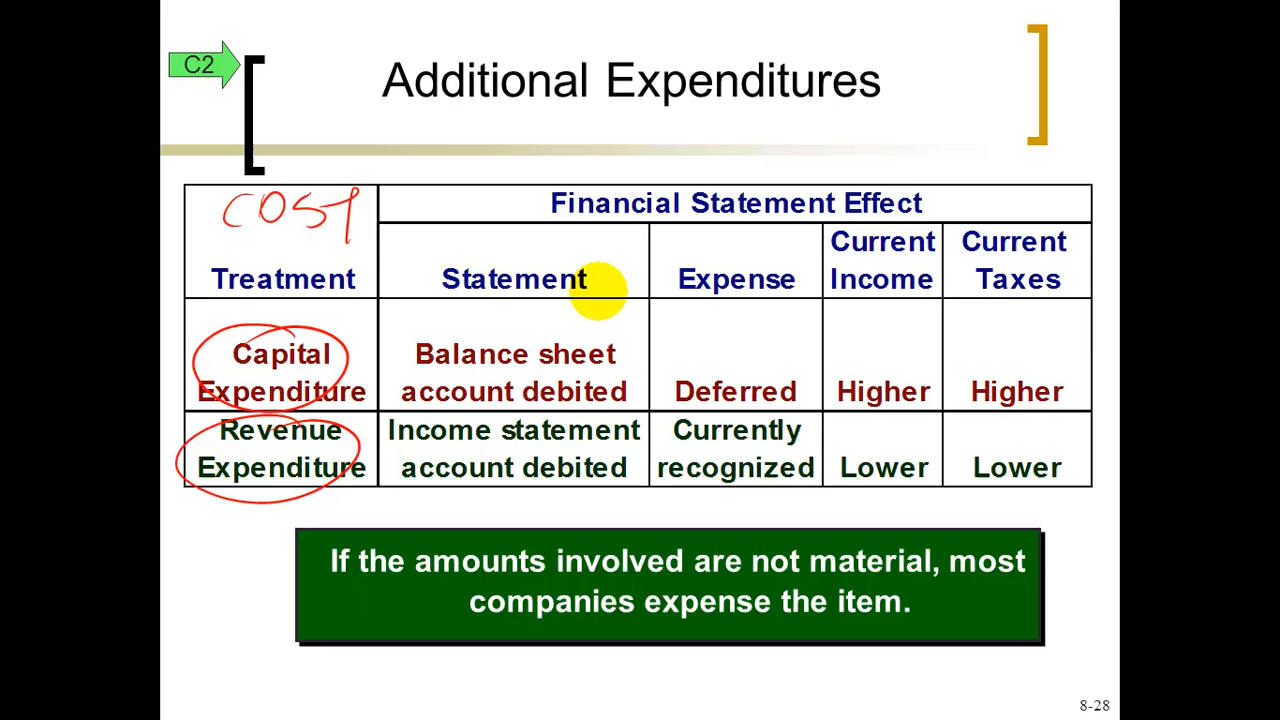 C2
Additional Expenditures
COST
Financial Statement Effect
Treatment Statement Expense Current Income Current Taxes
Capital Expenditure Balance sheet account debited Deferred Higher Higher
Revenue Expenditure Income statement account debited Currently recognized Lower Lower
If the amounts involved are not material, most
companies expense the item.
8-28